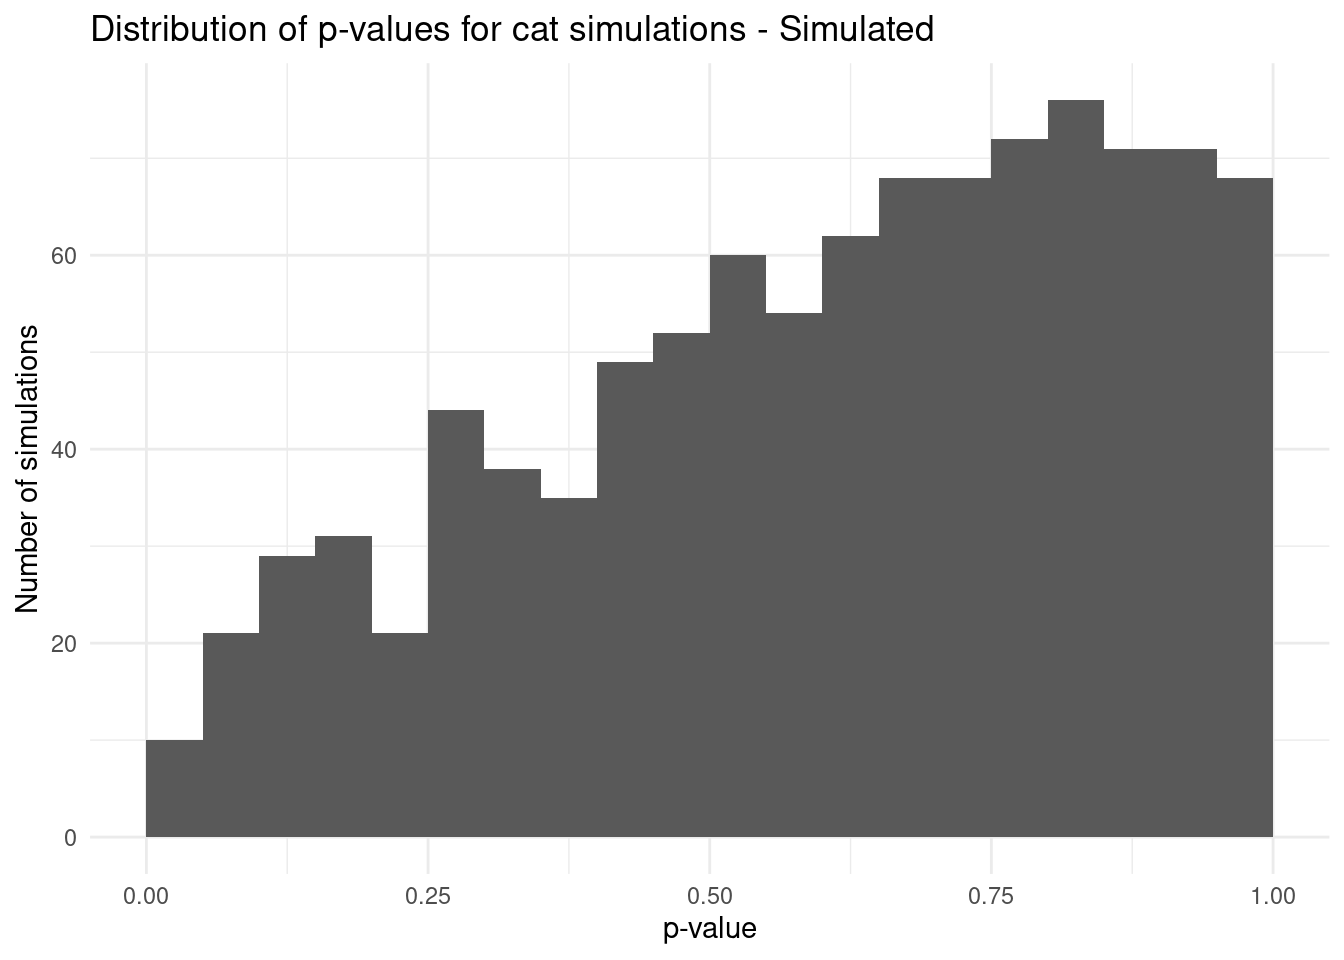 Distribution of p-values for cat simulations - Simulated
Number of simulations
60
40
20
0
0.00 0.25 0.50 0.75 1.00
p-value